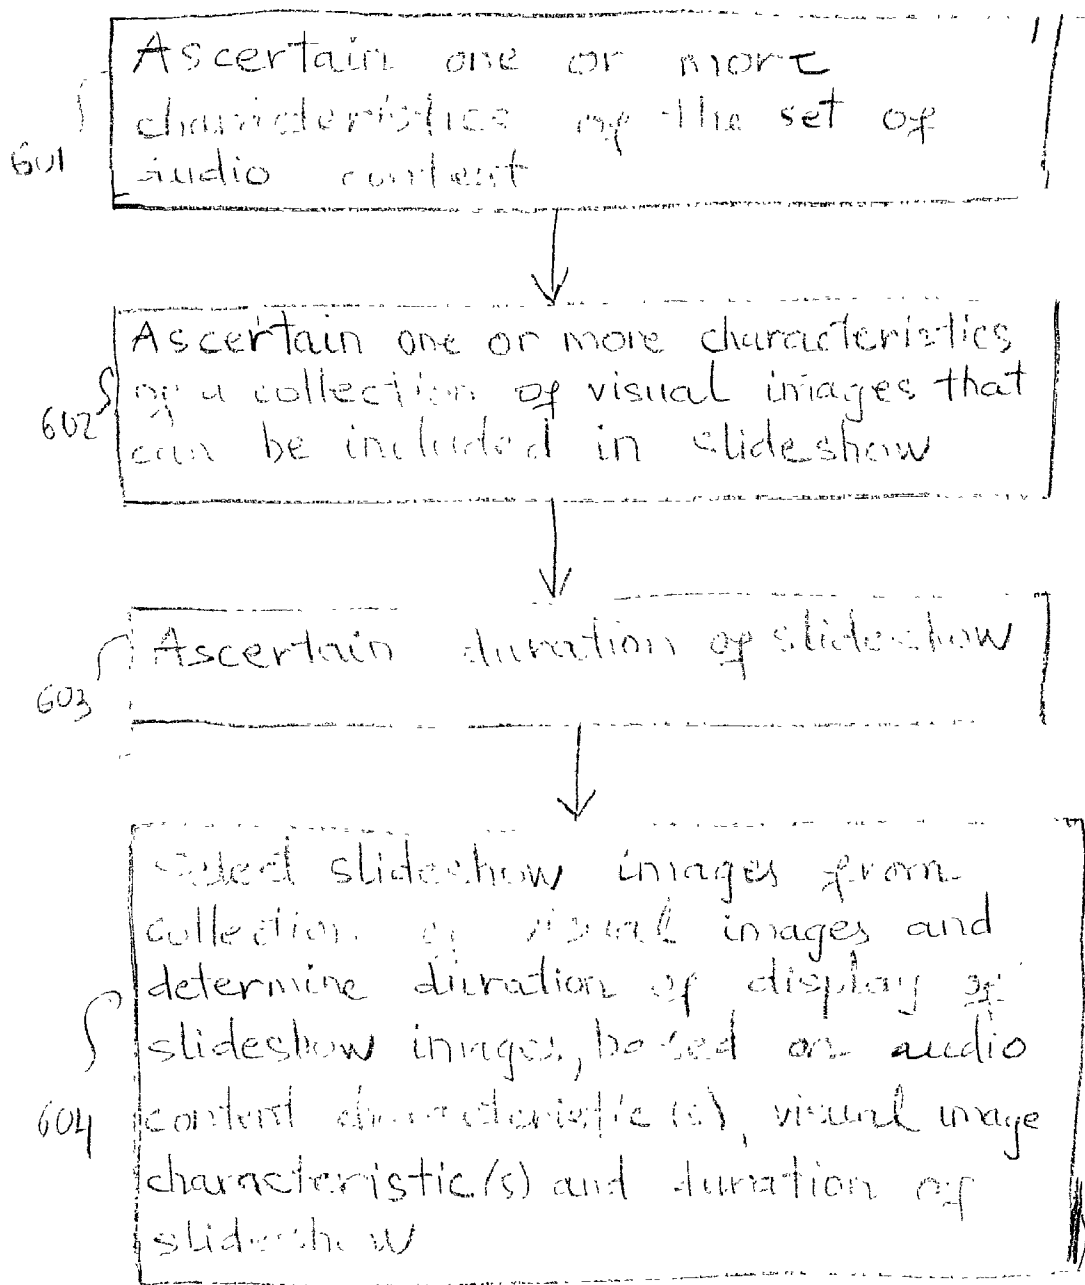 Ascertain one or more
characteristics of the set of
audio content
601
Ascertain one or more characteristics
of a collection of visual images that
can be included in slideshow
602
Ascertain duration of slideshow
603
Select slideshow images from
collection of visual images and
determine duration of display of
slideshow images, based on audio
content characteristic(s), visual image
characteristic(s) and duration of
slideshow
604